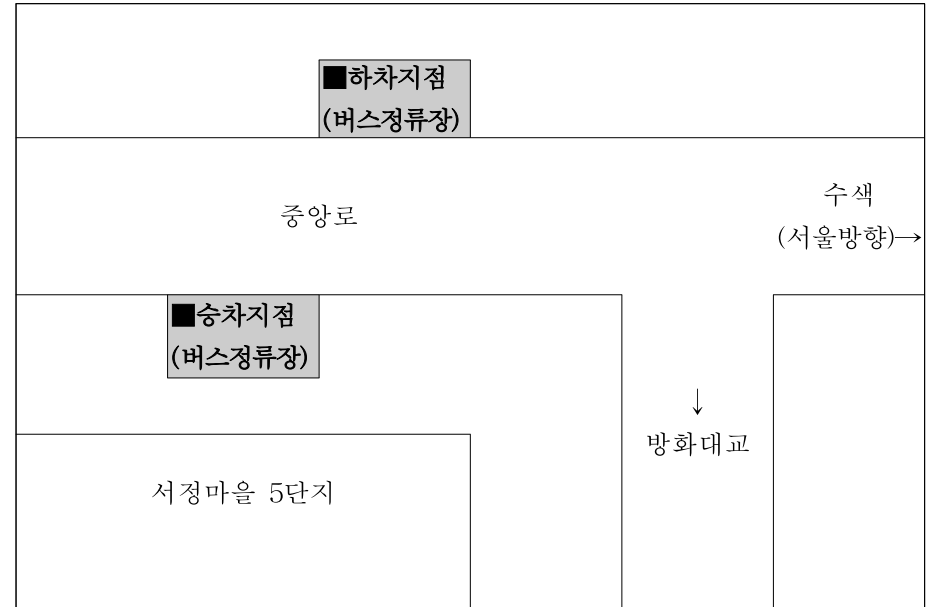 ■하차지점
(버스정류장)
중앙로
수색
(서울방향)→
■승차지점
(버스정류장)
↓
방화대교
서정마을 5단지